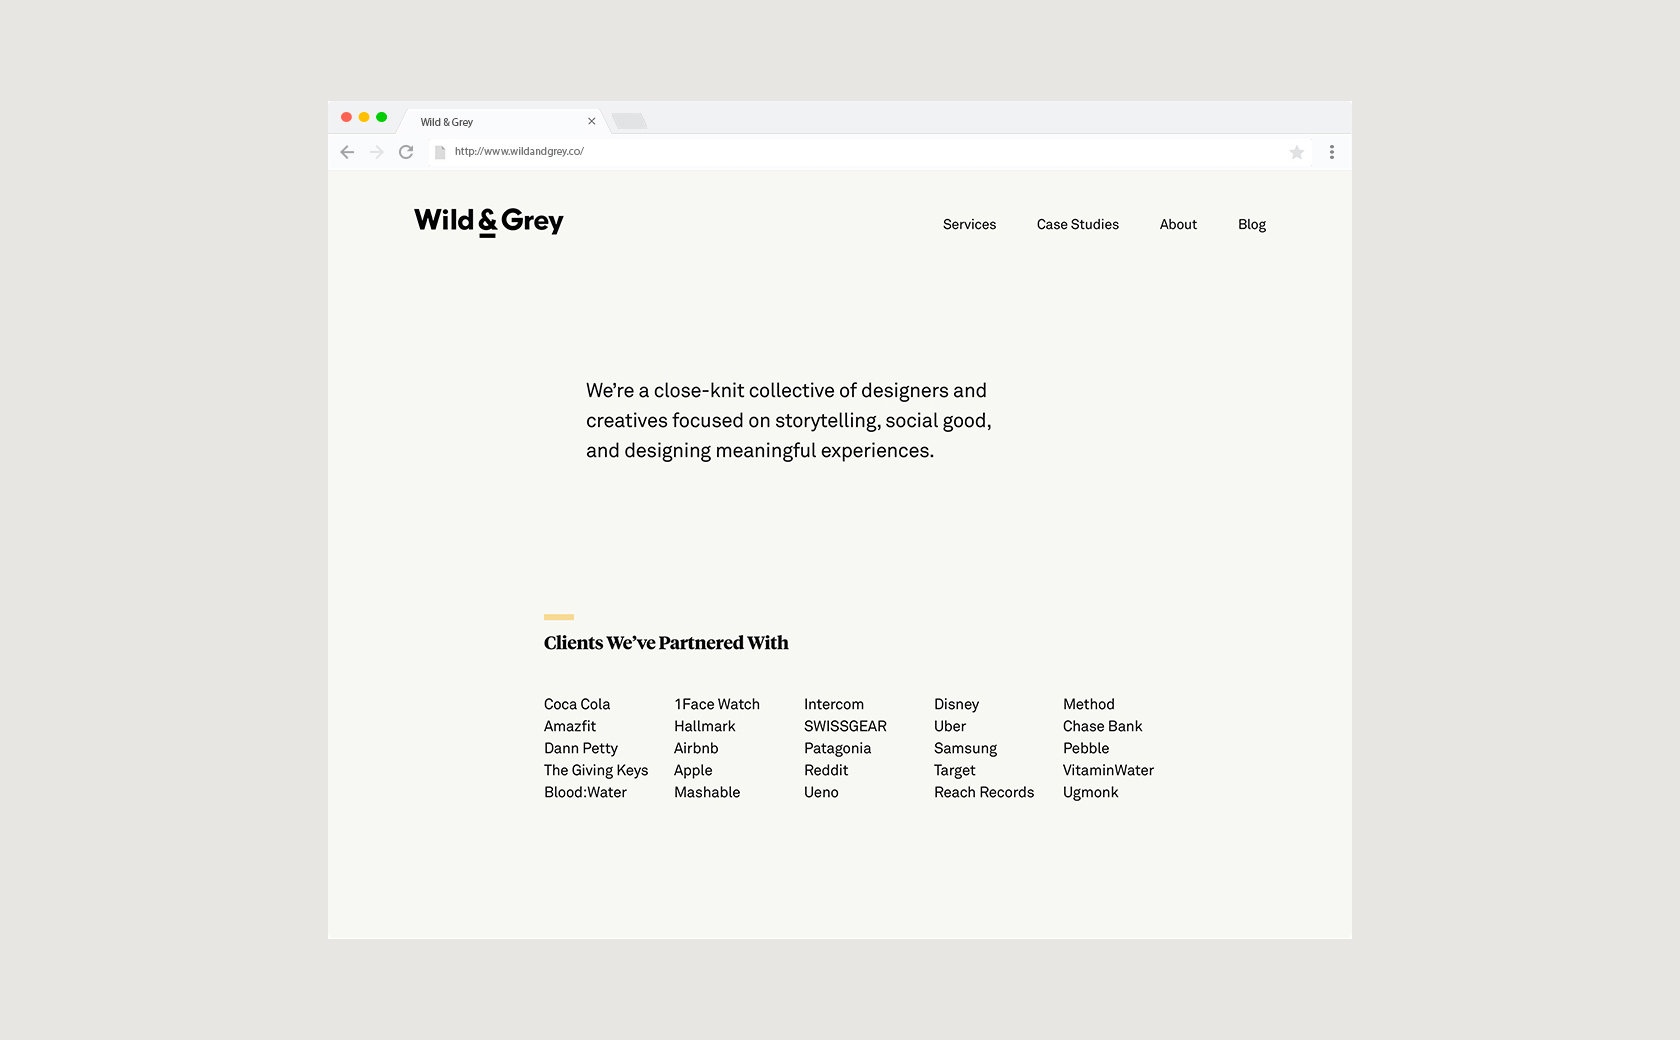 Wild & Grey
http://www.wildandgrey.co/
Wild & Grey
Services
Case Studies
About
Blog
We’re a close-knit collective of designers and
creatives focused on storytelling, social good,
and designing meaningful experiences.
Clients We’ve Partnered With
Coca Cola
Amazfit
Dann Petty
The Giving Keys
Blood:Water
1Face Watch
Hallmark
Airbnb
Apple
Mashable
Intercom
SWISSGEAR
Patagonia
Reddit
Ueno
Disney
Uber
Samsung
Target
Reach Records
Method
Chase Bank
Pebble
VitaminWater
Ugmonk